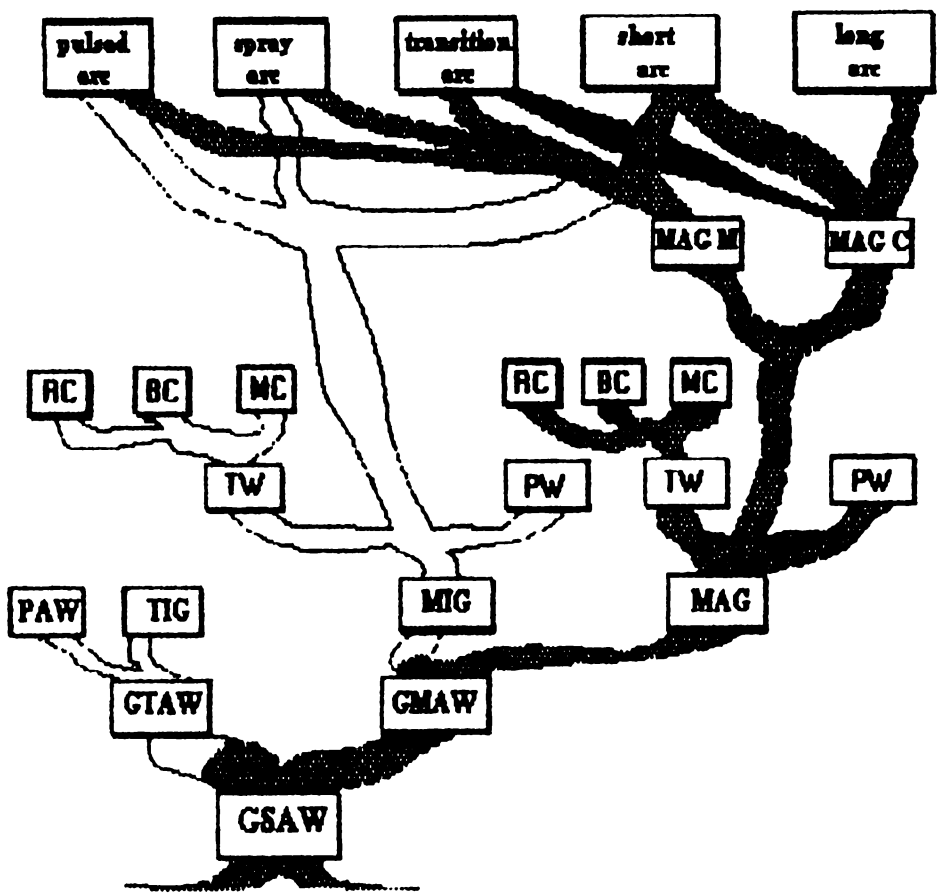 pulsed
arc
spray
arc
transition
arc
short
arc
long
arc
MAG M
MAG C
RC
BC
MC
RC
BC
MC
TW
PW
TW
PW
PAW
TIG
MIG
MAG
GTAW
GMAW
GSAW